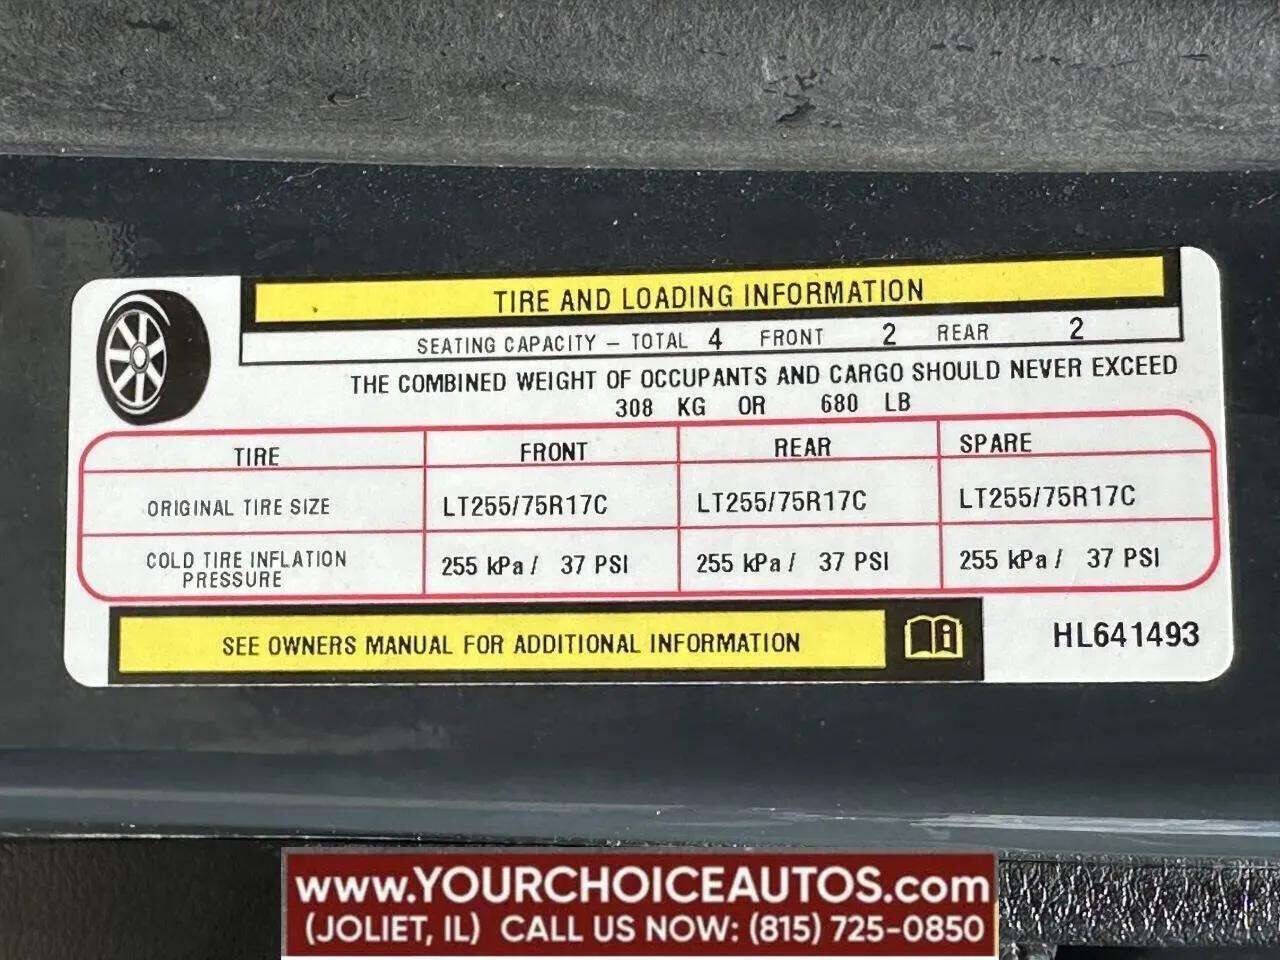 TIRE AND LOADING INFORMATION
SEATING CAPACITY – TOTAL 4 FRONT 2 REAR 2
THE COMBINED WEIGHT OF OCCUPANTS AND CARGO SHOULD NEVER EXCEED
308 KG OR 680 LB
TIRE FRONT REAR SPARE
ORIGINAL TIRE SIZE LT255/75R17C LT255/75R17C LT255/75R17C
COLD TIRE INFLATION
PRESSURE 255 kPa / 37 PSI 255 kPa / 37 PSI 255 kPa / 37 PSI
SEE OWNERS MANUAL FOR ADDITIONAL INFORMATION
HL641493
www.YOURCHOICEAUTOS.com
(JOLIET, IL) CALL US NOW: (815) 725-0850